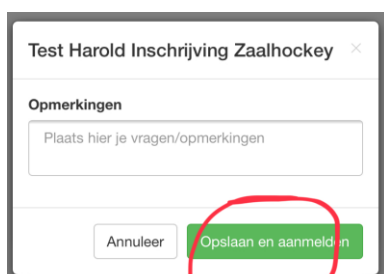 Test Harold Inschrijving Zaalhockey ×
Opmerkingen
Plaats hier je vragen/opmerkingen
Annuleer
Opslaan en aanmelden